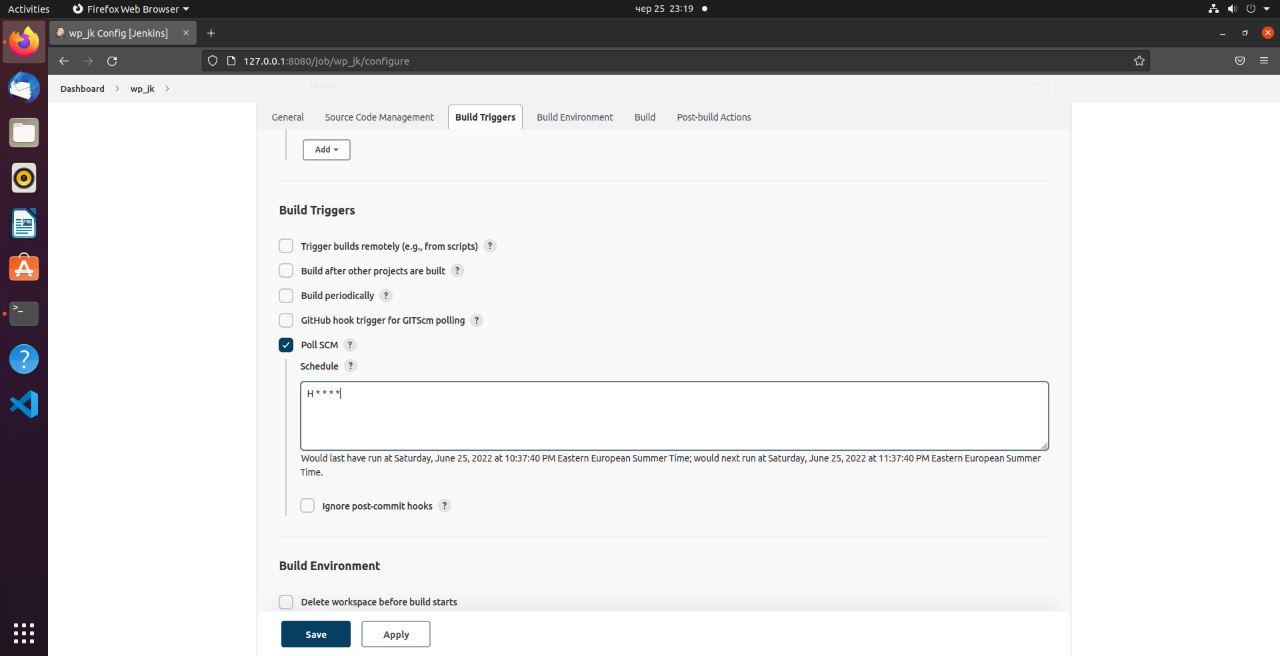 Activities Firefox Web Browser чер 25 23:19
wp_jk Config [Jenkins]
127.0.0.1:8080/job/wp_jk/configure
Dashboard wp_jk
(Auto)
General Source Code Management Build Triggers Build Environment Build Post-build Actions
Add
Build Triggers
Trigger builds remotely (e.g., from scripts) ?
Build after other projects are built ?
Build periodically ?
GitHub hook trigger for GITScm polling ?
Poll SCM ?
Schedule ?
H * * * *
Would last have run at Saturday, June 25, 2022 at 10:37:40 PM Eastern European Summer Time; would next run at Saturday, June 25, 2022 at 11:37:40 PM Eastern European Summer
Time.
Ignore post-commit hooks ?
Build Environment
Delete workspace before build starts
Save Apply